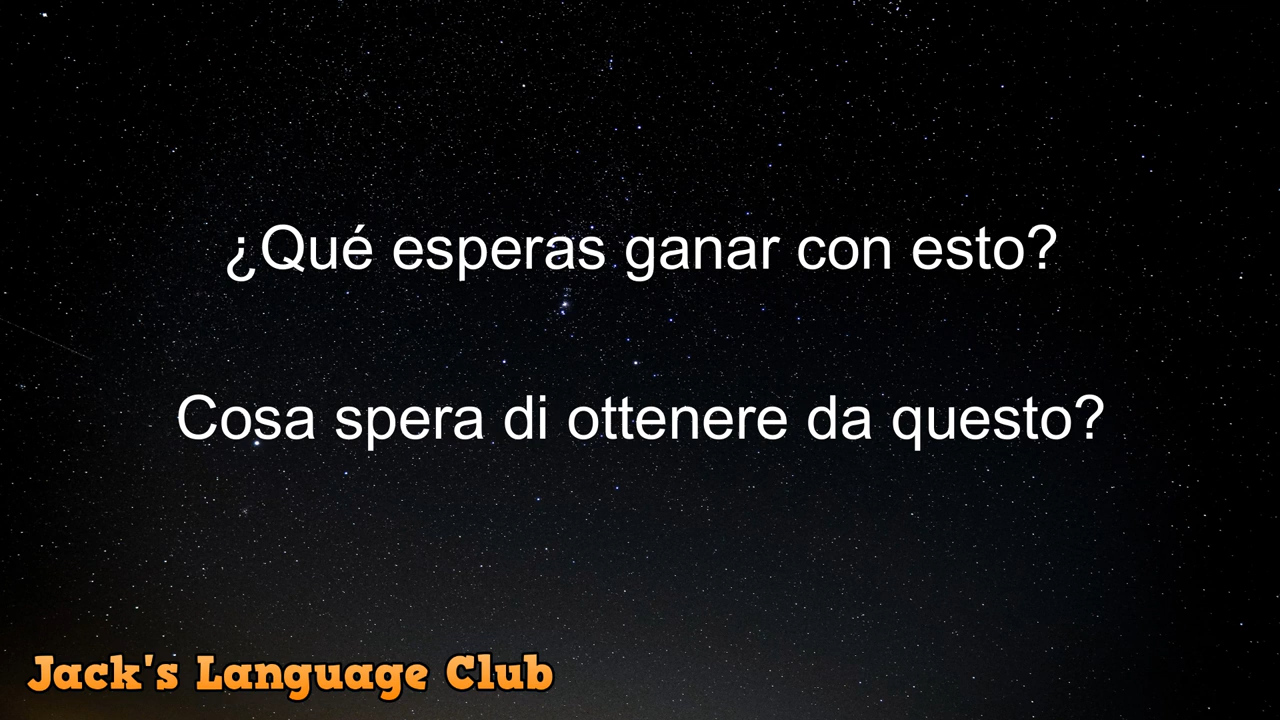 ¿Qué esperas ganar con esto?
Cosa spera di ottenere da questo?
Jack's Language Club